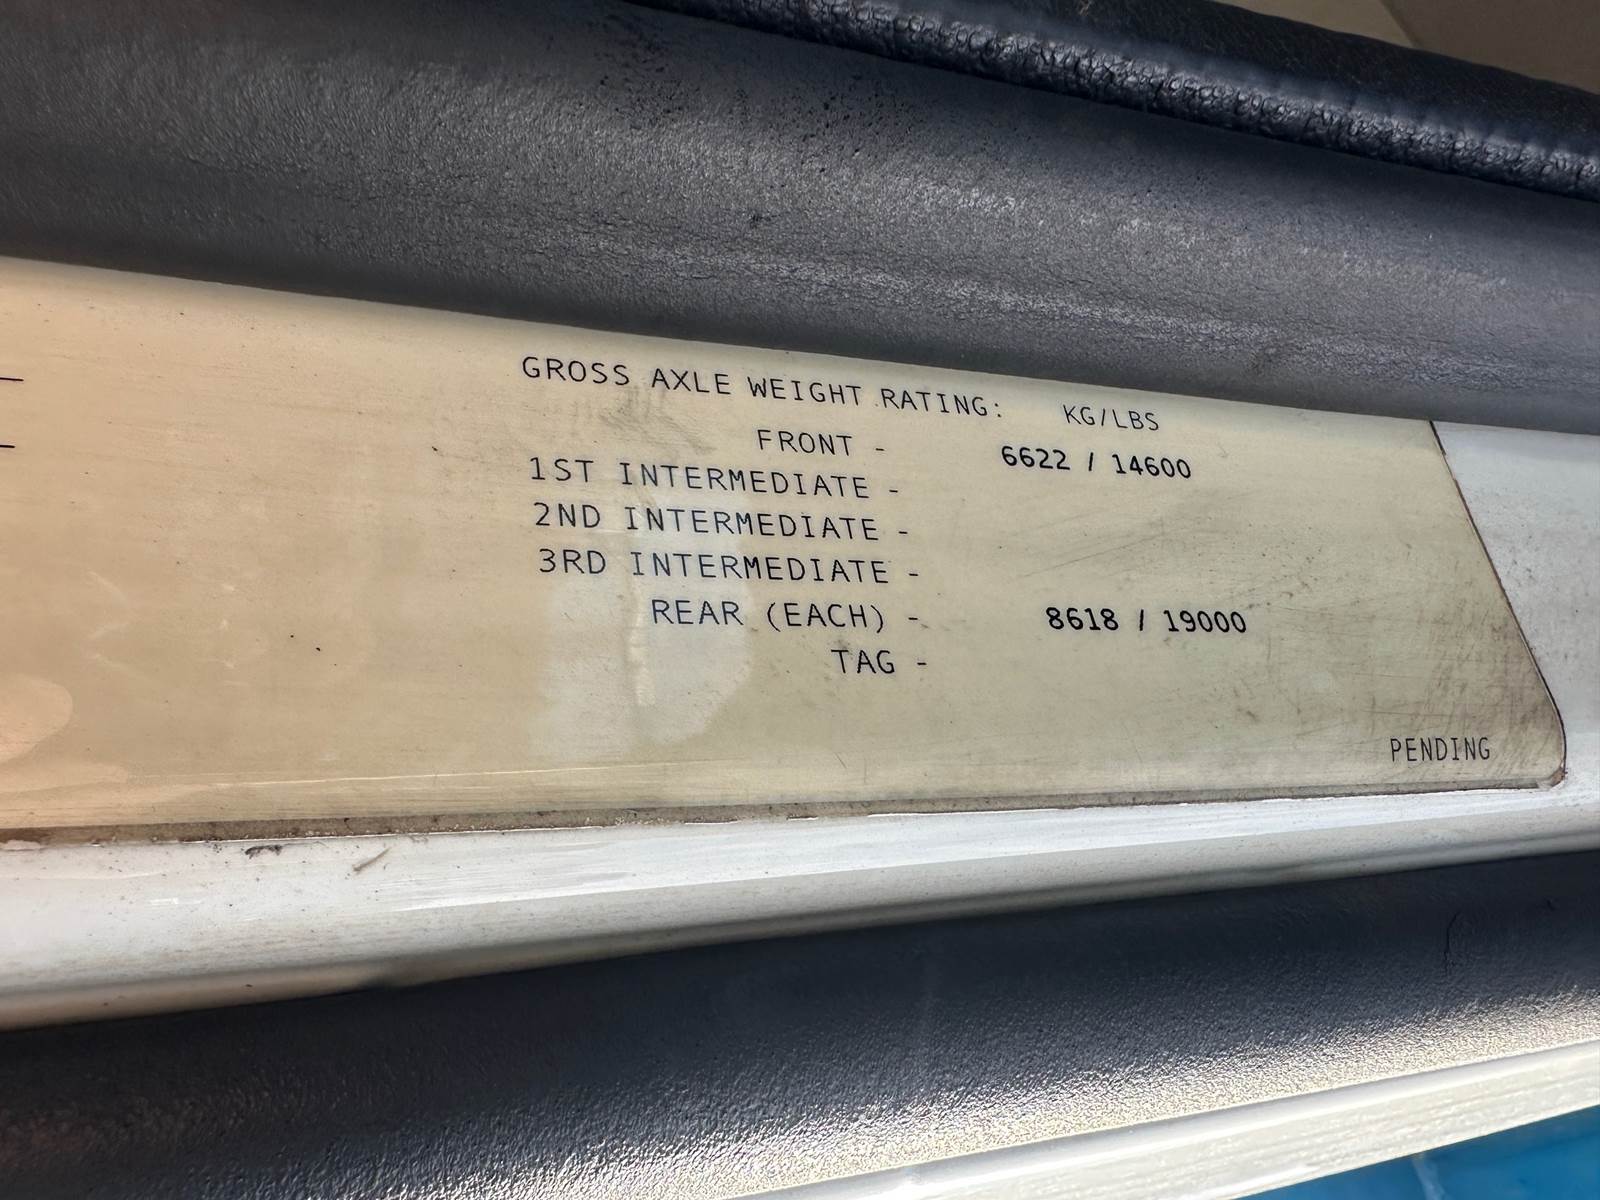 GROSS AXLE WEIGHT RATING: KG/LBS
FRONT - 6622 / 14600
1ST INTERMEDIATE -
2ND INTERMEDIATE -
3RD INTERMEDIATE -
REAR (EACH) - 8618 / 19000
TAG -
PENDING